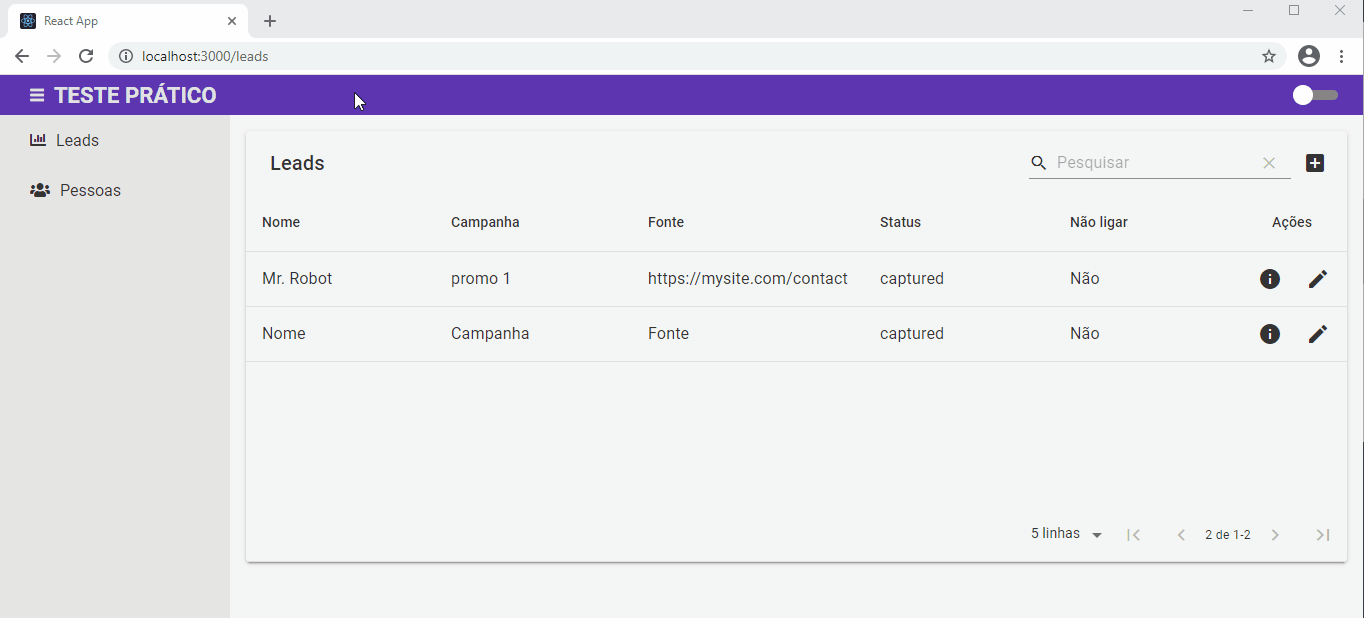 React App
localhost:3000/leads
TESTE PRÁTICO
Leads
Pessoas
Leads
Pesquisar
Nome Campanha Fonte Status Não ligar Ações
Mr. Robot promo 1 https://mysite.com/contact captured Não
Nome Campanha Fonte captured Não
5 linhas 2 de 1-2